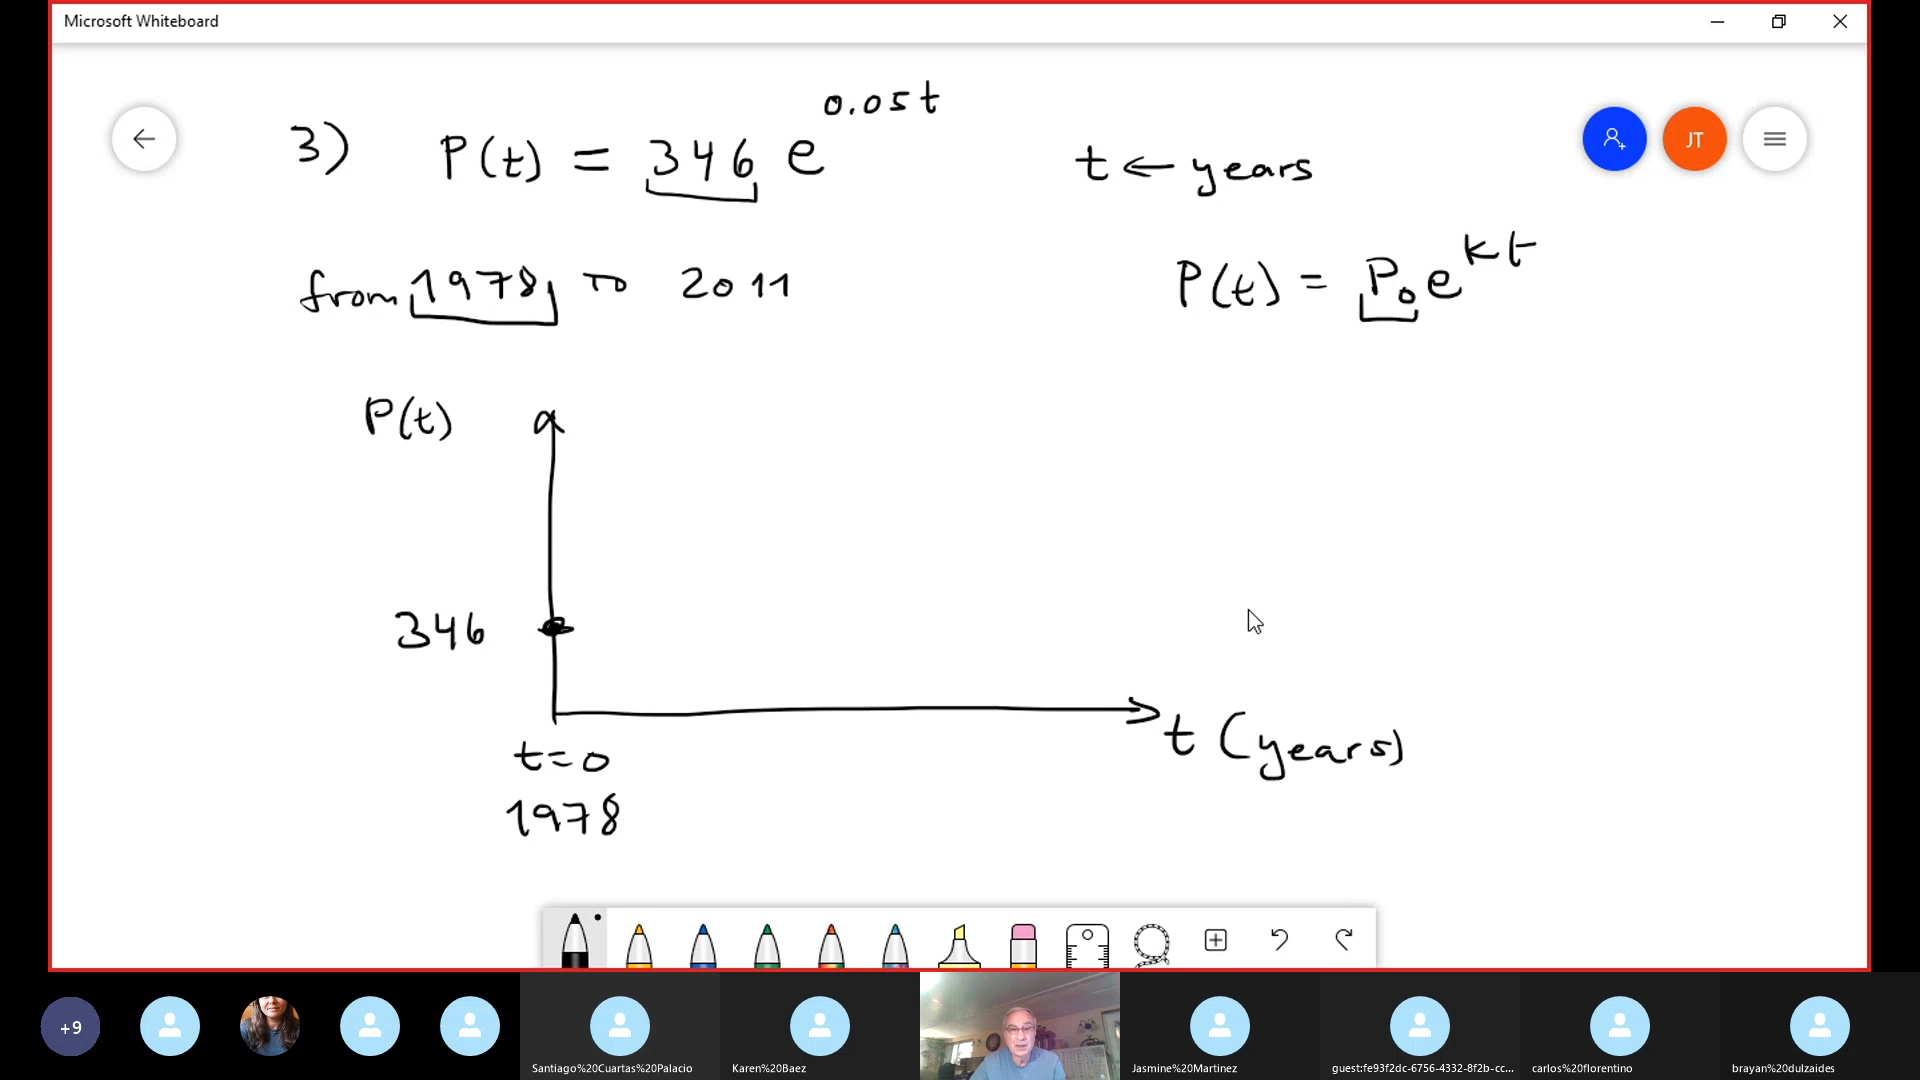 Microsoft Whiteboard
3) P(t) = 346 e^0.05t
t ← years
JT
from 1978 to 2011
P(t) = P₀e^kt
P(t)
346
t (years)
t=0
1978
+9
Santiago%20Cuartas%20Palacio
Karen%20Baez
Jasmine%20Martinez
guest:fe93f2dc-6756-4332-8f2b-cc...
carlos%20florentino
brayan%20dulzaides